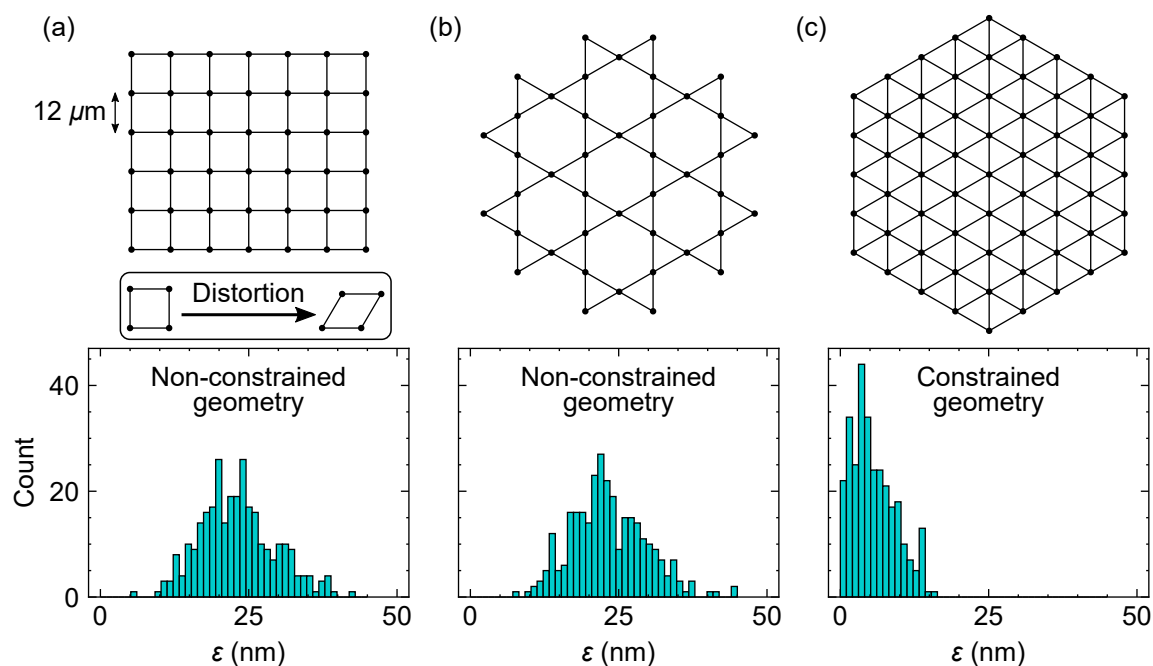 (a)
(b)
(c)
12 μm
Distortion
Non-constrained
geometry
Non-constrained
geometry
Constrained
geometry
Count
40
20
0
0
25
50
0
25
50
0
25
50
ε (nm)
ε (nm)
ε (nm)